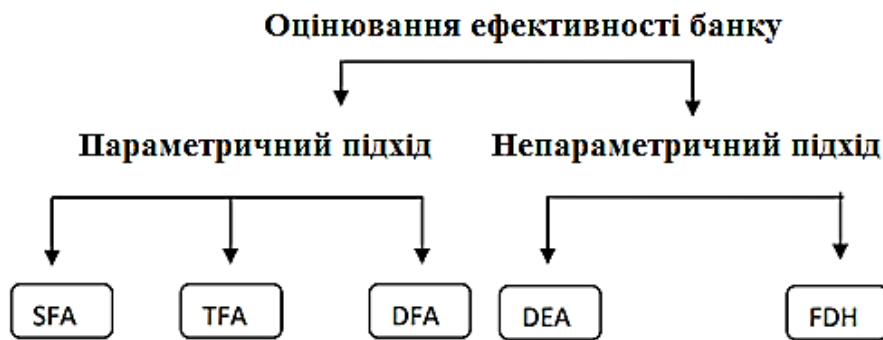 Оцінювання ефективності банку
Параметричний підхід Непараметричний підхід
SFA TFA DFA DEA FDH